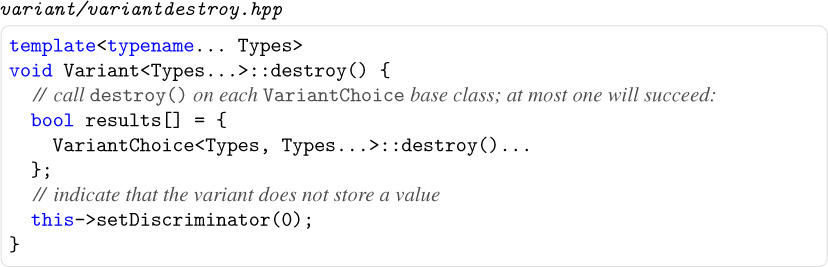 variant/variantdestroy.hpp
template<typename... Types>
void Variant<Types...>::destroy() {
  // call destroy() on each VariantChoice base class; at most one will succeed:
  bool results[] = {
    VariantChoice<Types, Types...>::destroy()...
  };
  // indicate that the variant does not store a value
  this->setDiscriminator(0);
}